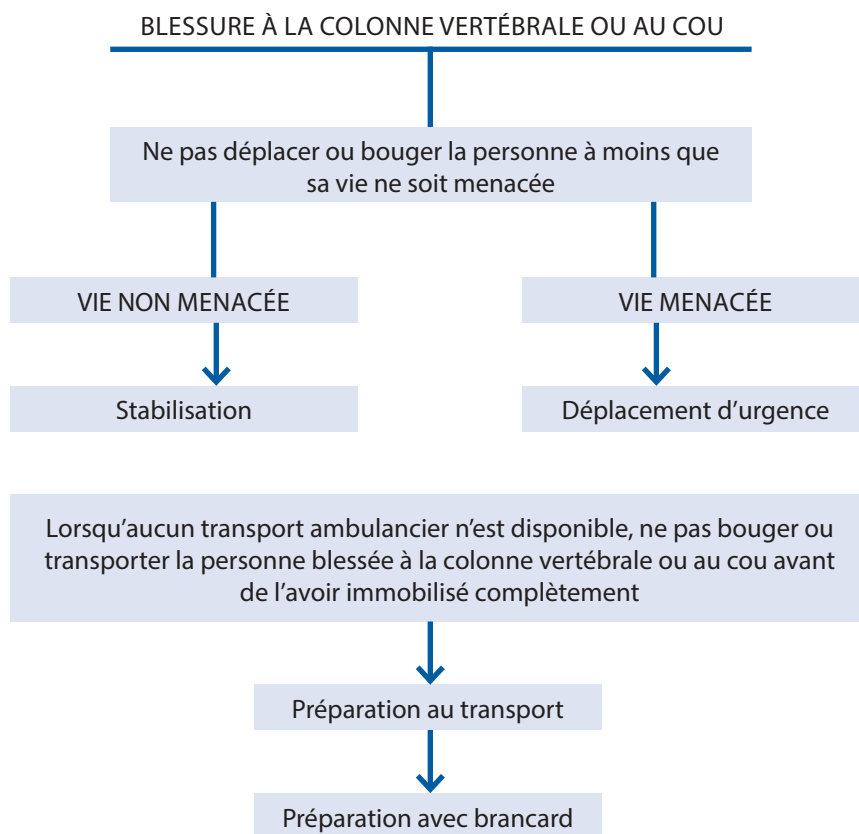 BLESSURE À LA COLONNE VERTÉBRALE OU AU COU
Ne pas déplacer ou bouger la personne à moins que
sa vie ne soit menacée
VIE NON MENACÉE
VIE MENACÉE
Stabilisation
Déplacement d’urgence
Lorsqu’aucun transport ambulancier n’est disponible, ne pas bouger ou
transporter la personne blessée à la colonne vertébrale ou au cou avant
de l’avoir immobilisé complètement
Préparation au transport
Préparation avec brancard